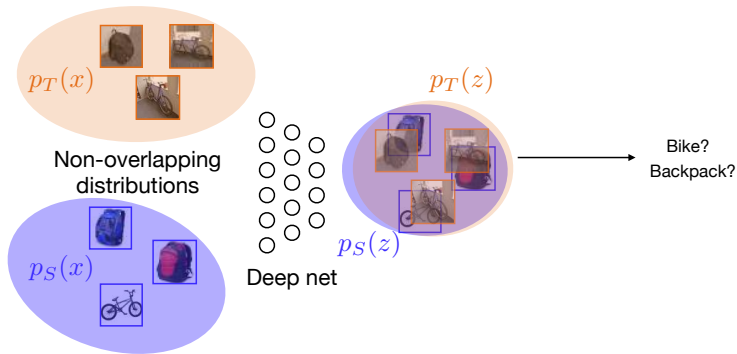 $p_T(x)$
Non-overlapping
distributions
$p_S(x)$
Deep net
$p_T(z)$
$p_S(z)$
Bike?
Backpack?